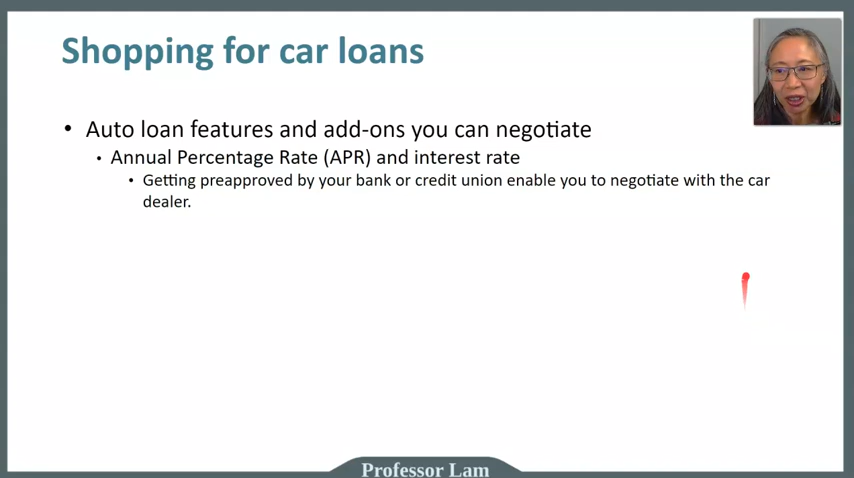 Shopping for car loans
• Auto loan features and add-ons you can negotiate
• Annual Percentage Rate (APR) and interest rate
• Getting preapproved by your bank or credit union enable you to negotiate with the car
dealer.
Professor Lam